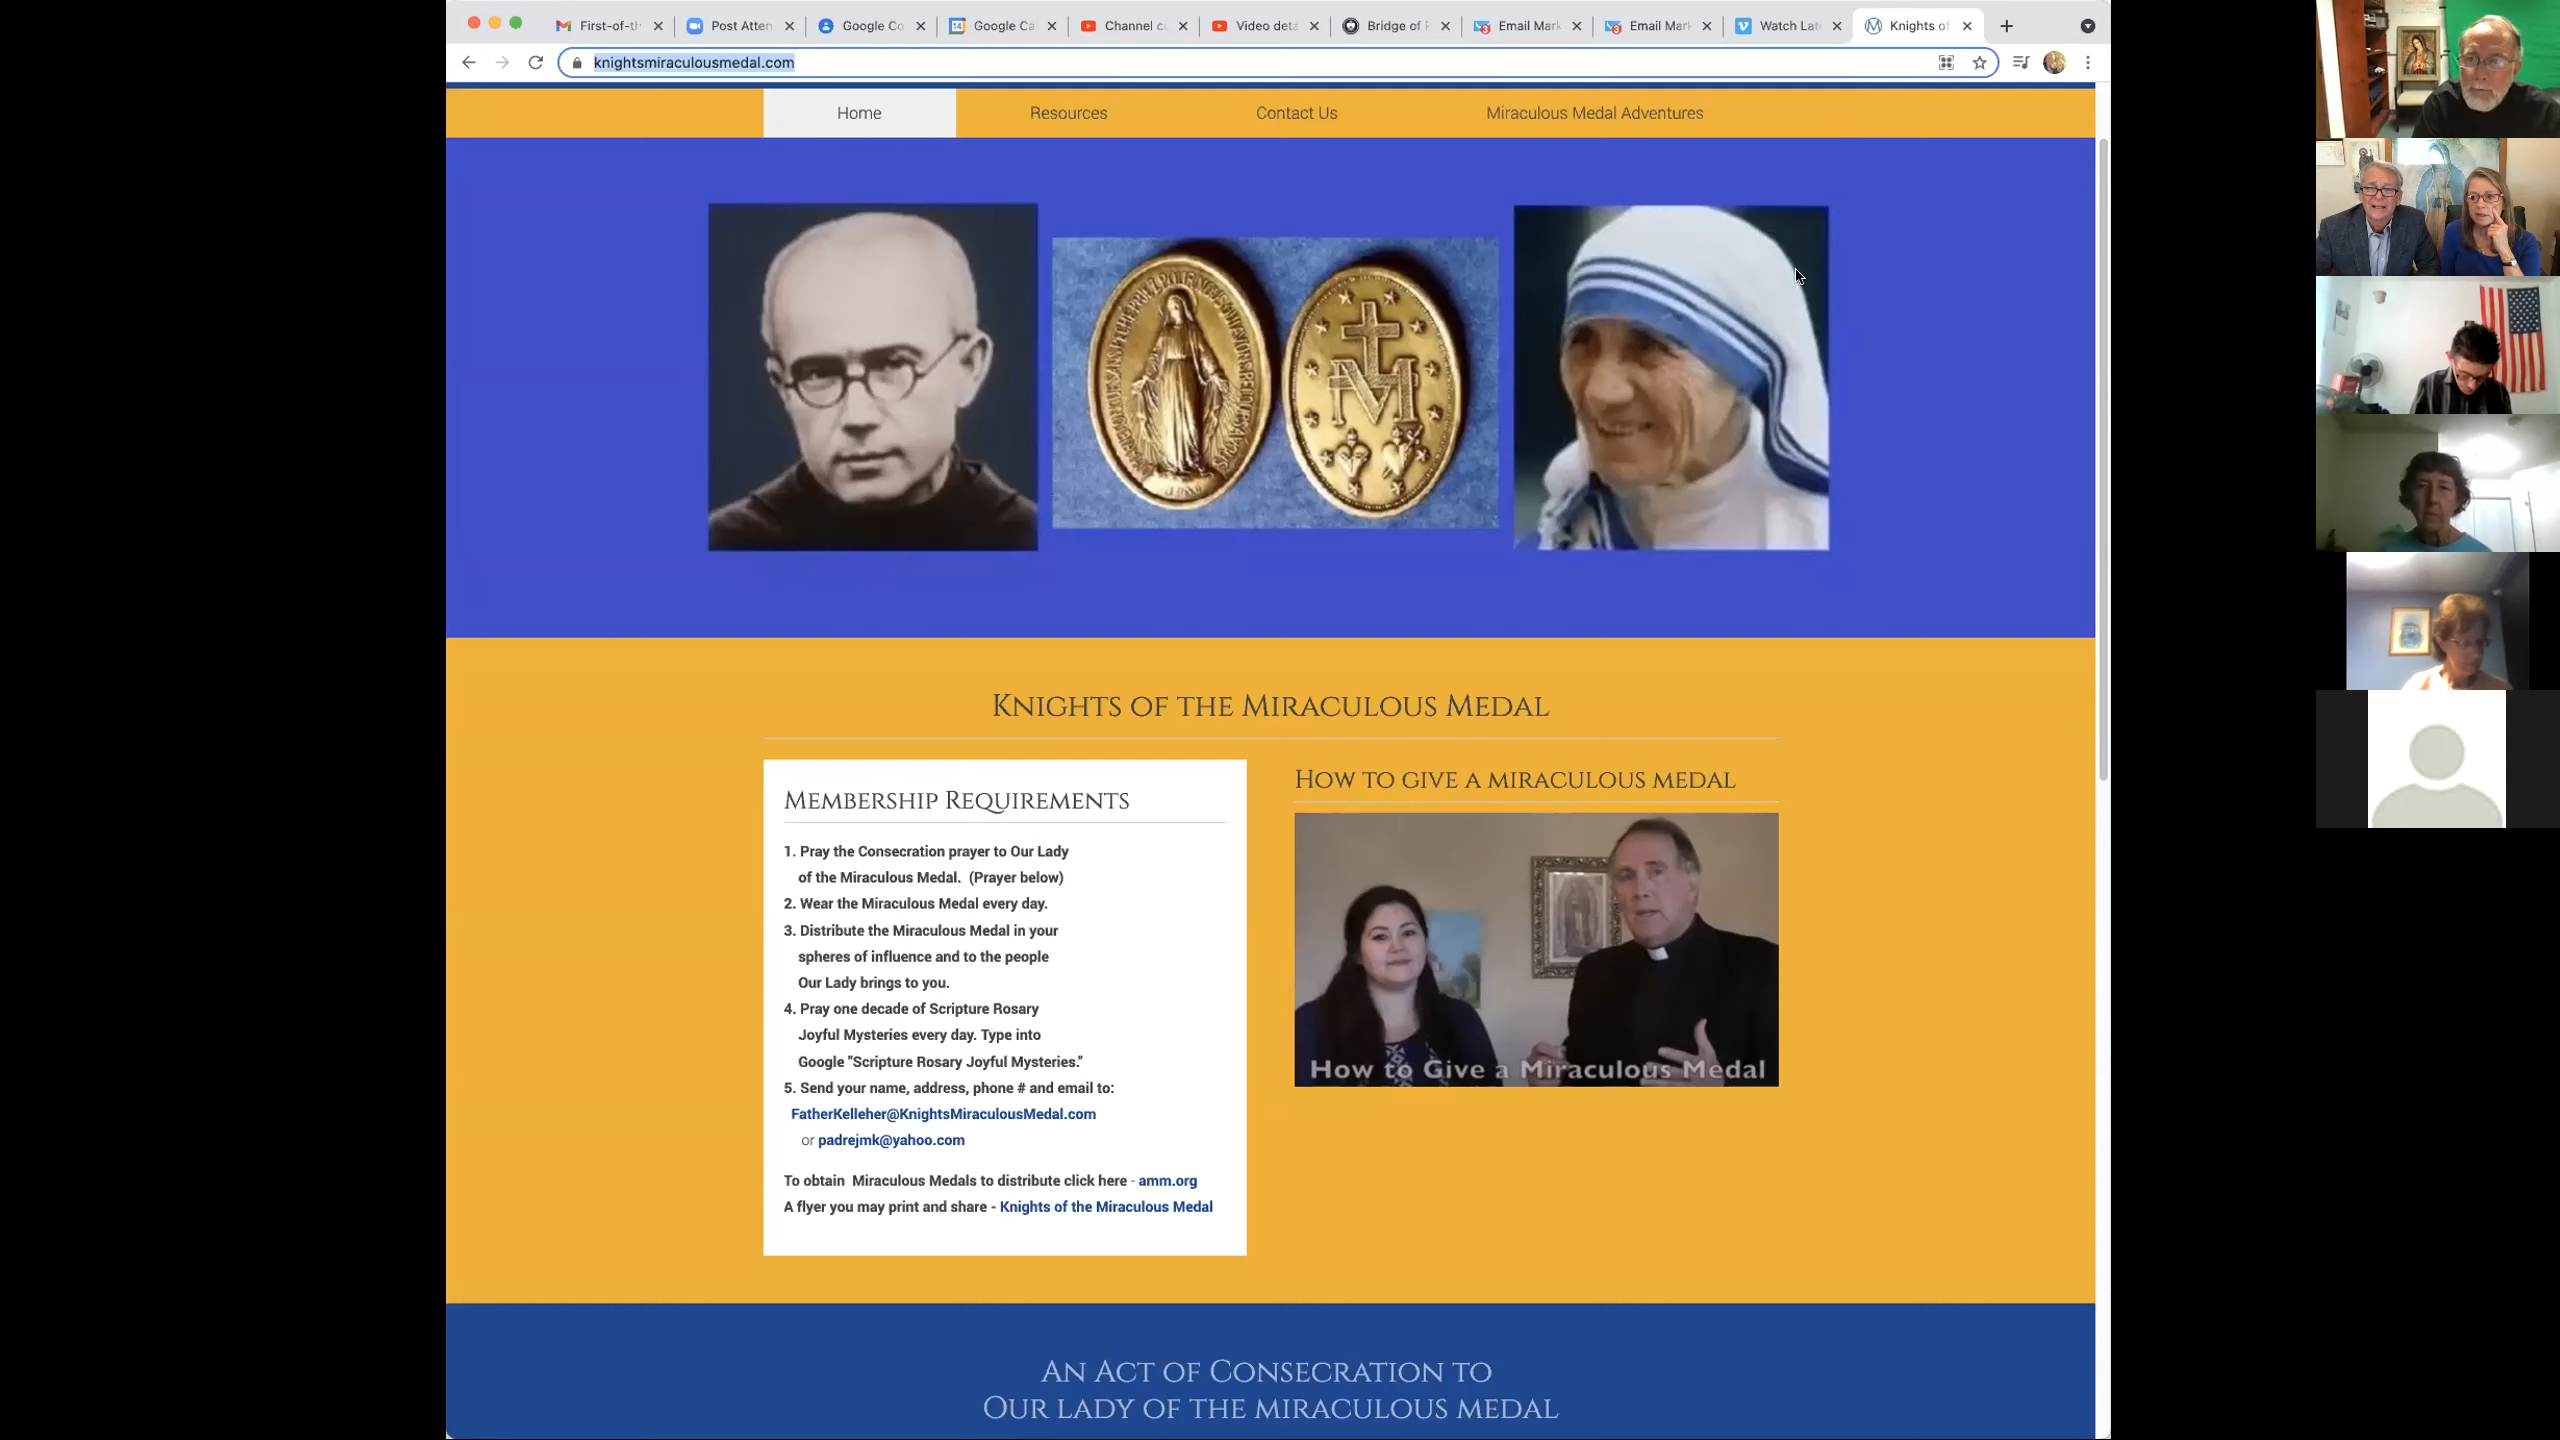 First-of-th
Post Atten
Google Co
Google Ca
Channel c
Video deta
Bridge of
Email Mark
Email Mark
Watch Lat
Knights of
knightsmiraculousmedal.com
Home
Resources
Contact Us
Miraculous Medal Adventures
Knights of the Miraculous Medal
Membership Requirements
1. Pray the Consecration prayer to Our Lady
of the Miraculous Medal. (Prayer below)
2. Wear the Miraculous Medal every day.
3. Distribute the Miraculous Medal in your
spheres of influence and to the people
Our Lady brings to you.
4. Pray one decade of Scripture Rosary
Joyful Mysteries every day. Type into
Google "Scripture Rosary Joyful Mysteries."
5. Send your name, address, phone # and email to:
FatherKelleher@KnightsMiraculousMedal.com
or padrejmk@yahoo.com
To obtain Miraculous Medals to distribute click here - amm.org
A flyer you may print and share - Knights of the Miraculous Medal
How to give a miraculous medal
How to Give a Miraculous Medal
An Act of Consecration to
Our Lady of the Miraculous Medal